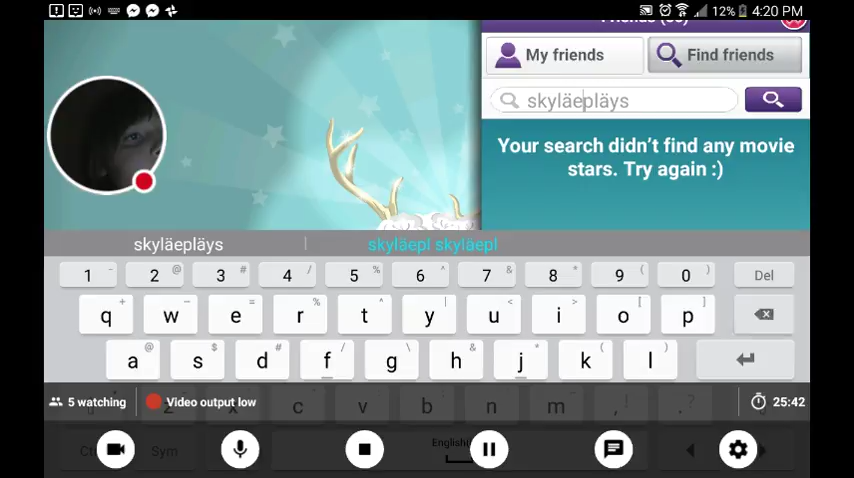 12% 4:20 PM
My friends
Find friends
skyläepläys
Your search didn't find any movie
stars. Try again :)
skyläepläys | skyläepl skyläepl
1 - 2 @ 3 # 4 / 5 % 6 ^ 7 & 8 * 9 ( 0 ) Del
q + w - e = r % t ^ y | u < i > o [ p ]
a @ s $ d # f / g ^ h & j * k ( l )
5 watching
Video output low
z x c v b n m , ! . ?
25:42
Ctrl Sym
English(